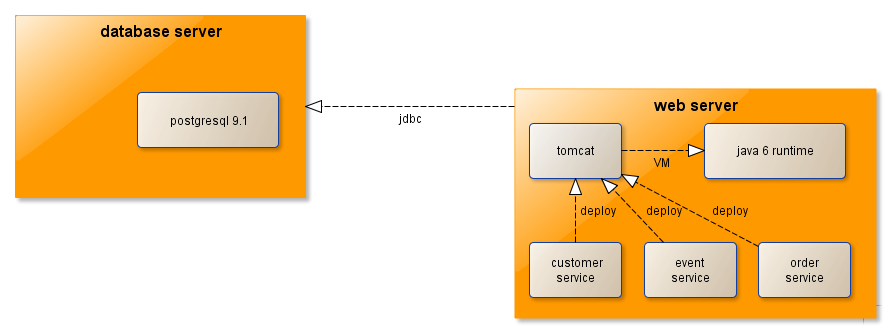 database server
postgresql 9.1
jdbc
web server
tomcat
VM
java 6 runtime
deploy
deploy
deploy
customer
service
event
service
order
service